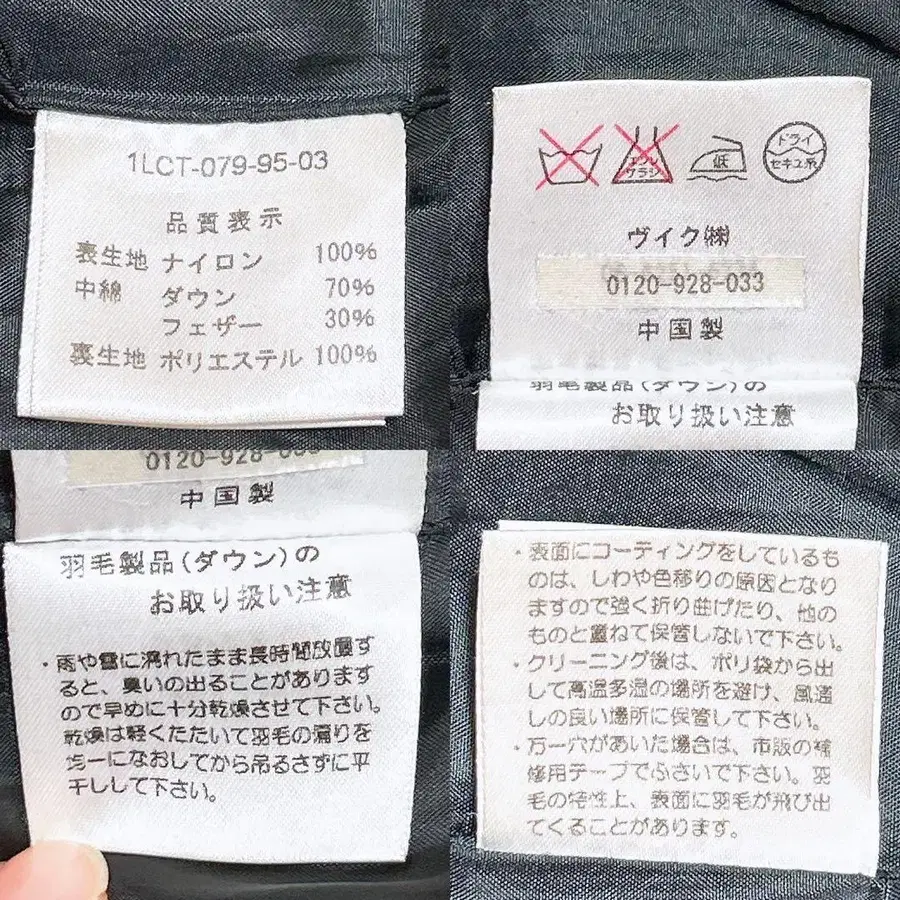 1LCT-079-95-03
品質表示
表生地 ナイロン 100%
中綿 ダウン 70%
フェザー 30%
裏生地 ポリエステル 100%
エンソ
サラシ
低
ドライ
セキユ系
ヴイク㈱
0120-928-033
中国製
羽毛製品(ダウン)の
お取り扱い注意
0120-928-033
中国製
羽毛製品(ダウン)の
お取り扱い注意
・雨や雪に濡れたまま長時間放置す
ると、臭いの出ることがあります
ので早めに十分乾燥させて下さい。
乾燥は軽くたたいて羽毛の偏りを
均一になおしてから吊るさずに平
干しして下さい。
・表面にコーティングをしているも
のは、しわや色移りの原因となり
ますので強く折り曲げたり、他の
ものと重ねて保管しないで下さい。
・クリーニング後は、ポリ袋から出
して高温多湿の場所を避け、風通
しの良い場所に保管して下さい。
・万一穴があいた場合は、市販の補
修用テープでふさいで下さい。羽
毛の特性上、表面に羽毛が飛び出
てくることがあります。